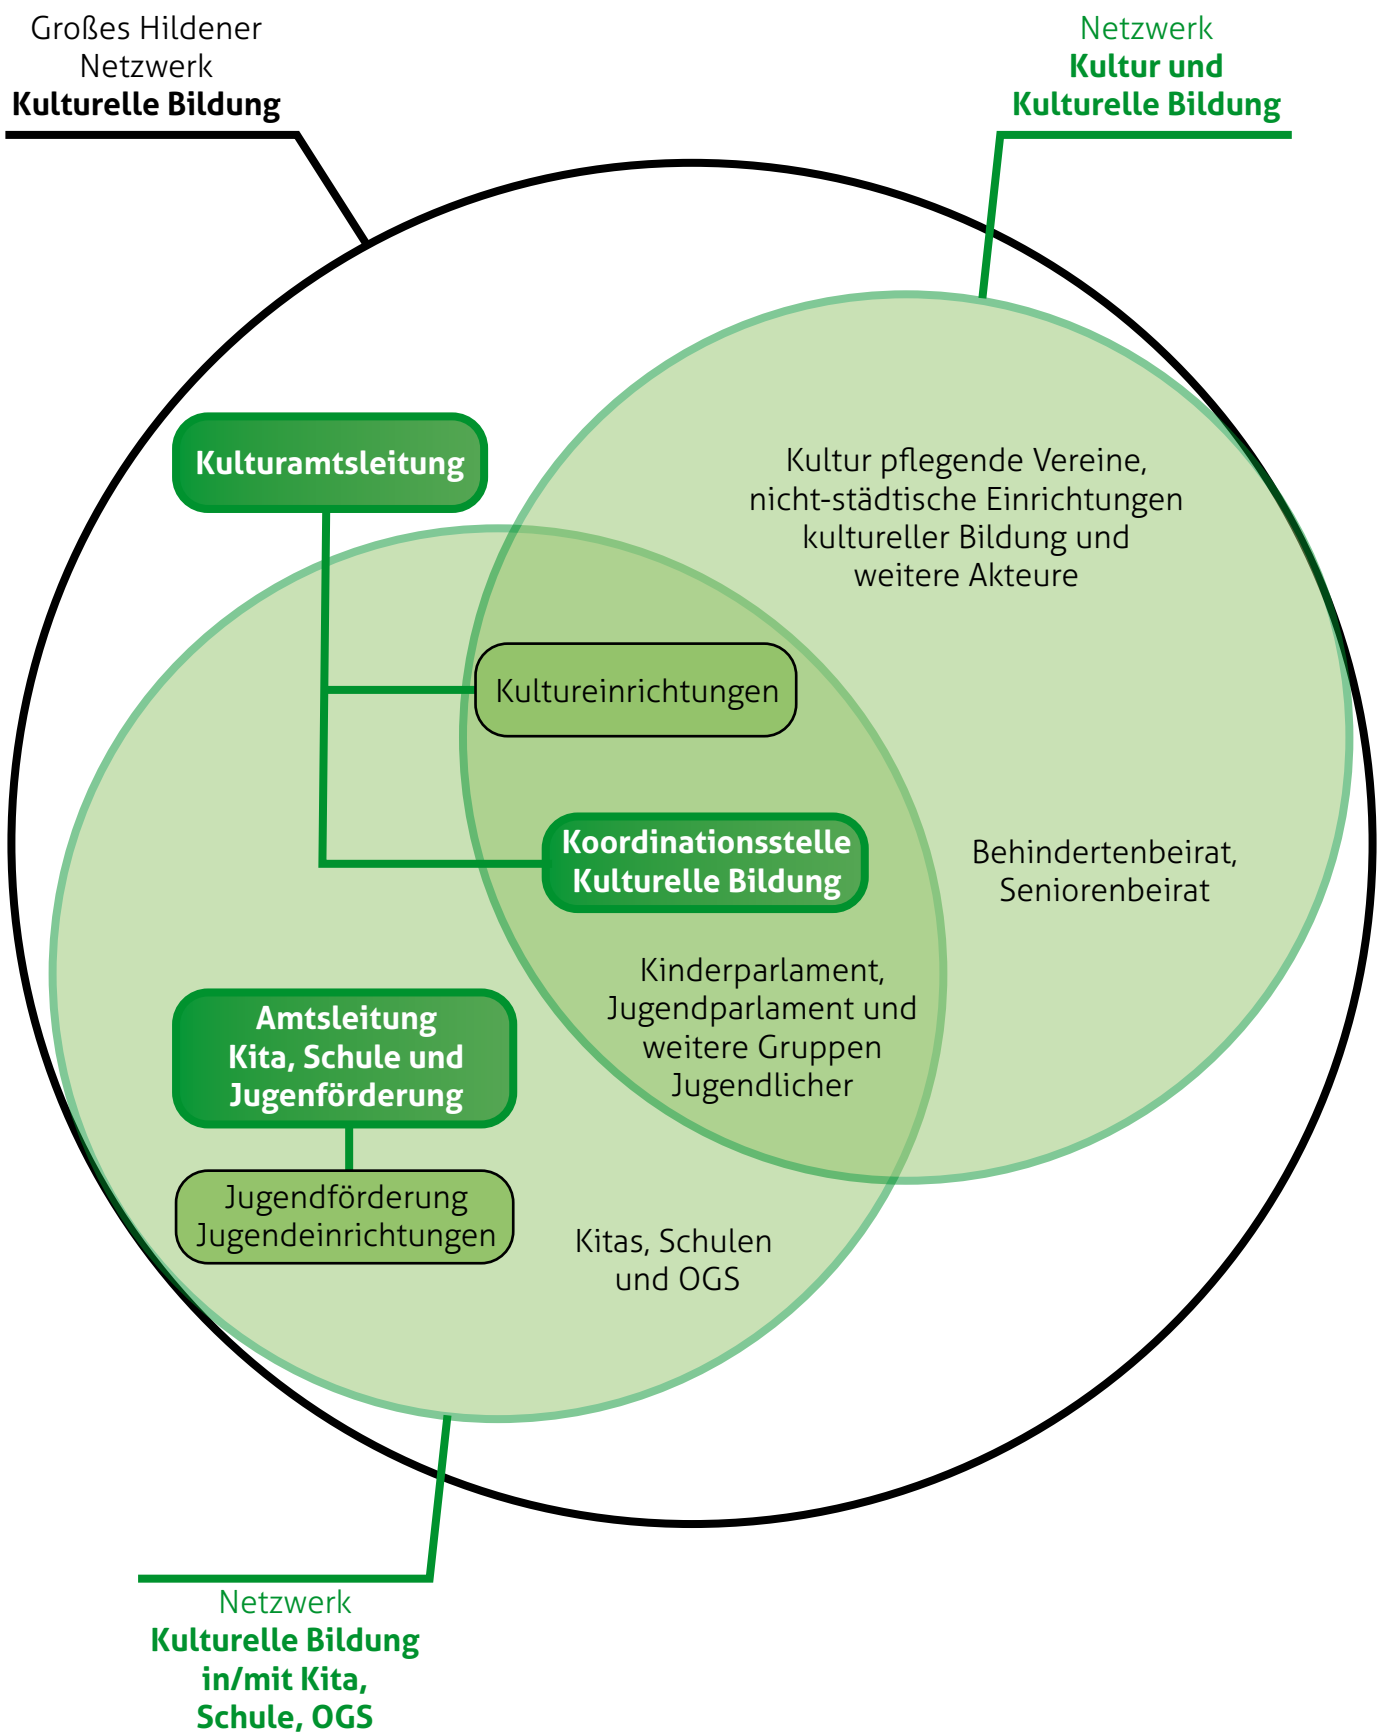 Großes Hildener
Netzwerk
Kulturelle Bildung
Netzwerk
Kultur und
Kulturelle Bildung
Kulturamtsleitung
Kultur pflegende Vereine,
nicht-städtische Einrichtungen
kultureller Bildung und
weitere Akteure
Kultureinrichtungen
Koordinationsstelle
Kulturelle Bildung
Behindertenbeirat,
Seniorenbeirat
Kinderparlament,
Jugendparlament und
weitere Gruppen
Jugendlicher
Amtsleitung
Kita, Schule und
Jugenförderung
Jugendförderung
Jugendeinrichtungen
Kitas, Schulen
und OGS
Netzwerk
Kulturelle Bildung
in/mit Kita,
Schule, OGS